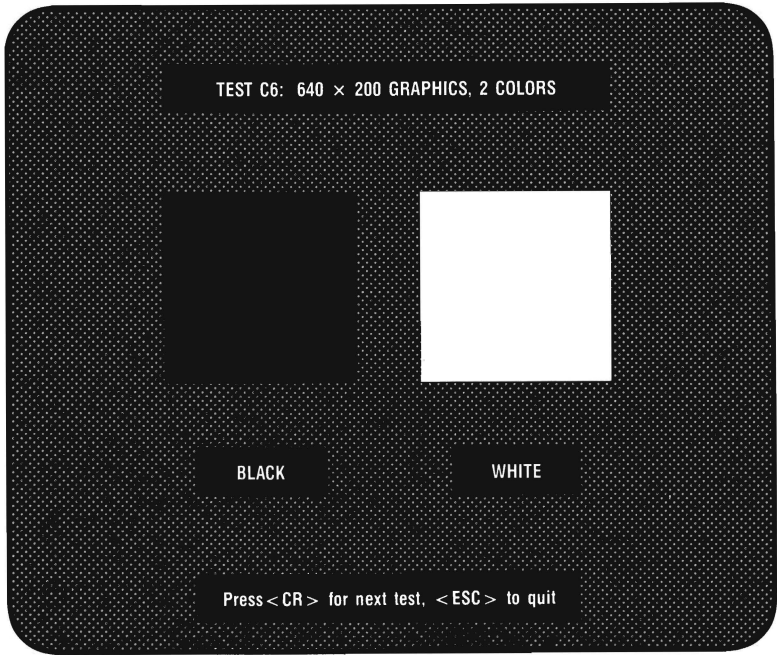 TEST C6: 640 × 200 GRAPHICS, 2 COLORS
BLACK WHITE
Press <CR> for next test, <ESC> to quit